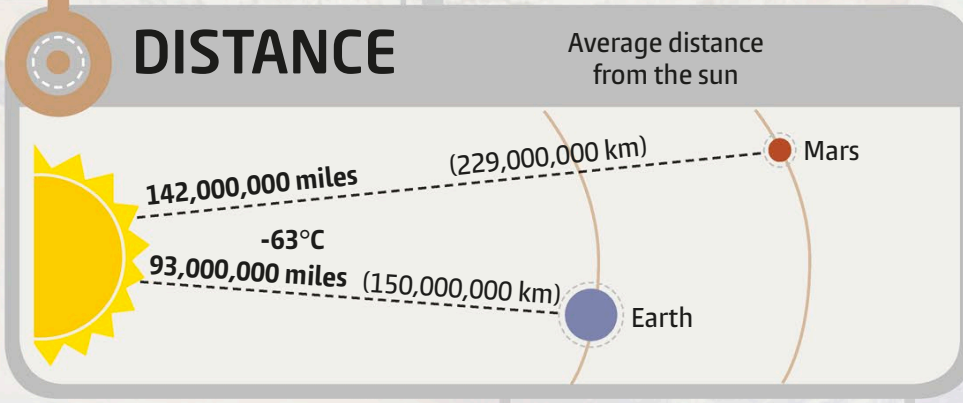 DISTANCE
Average distance
from the sun
142,000,000 miles (229,000,000 km)
Mars
-63°C
93,000,000 miles (150,000,000 km)
Earth